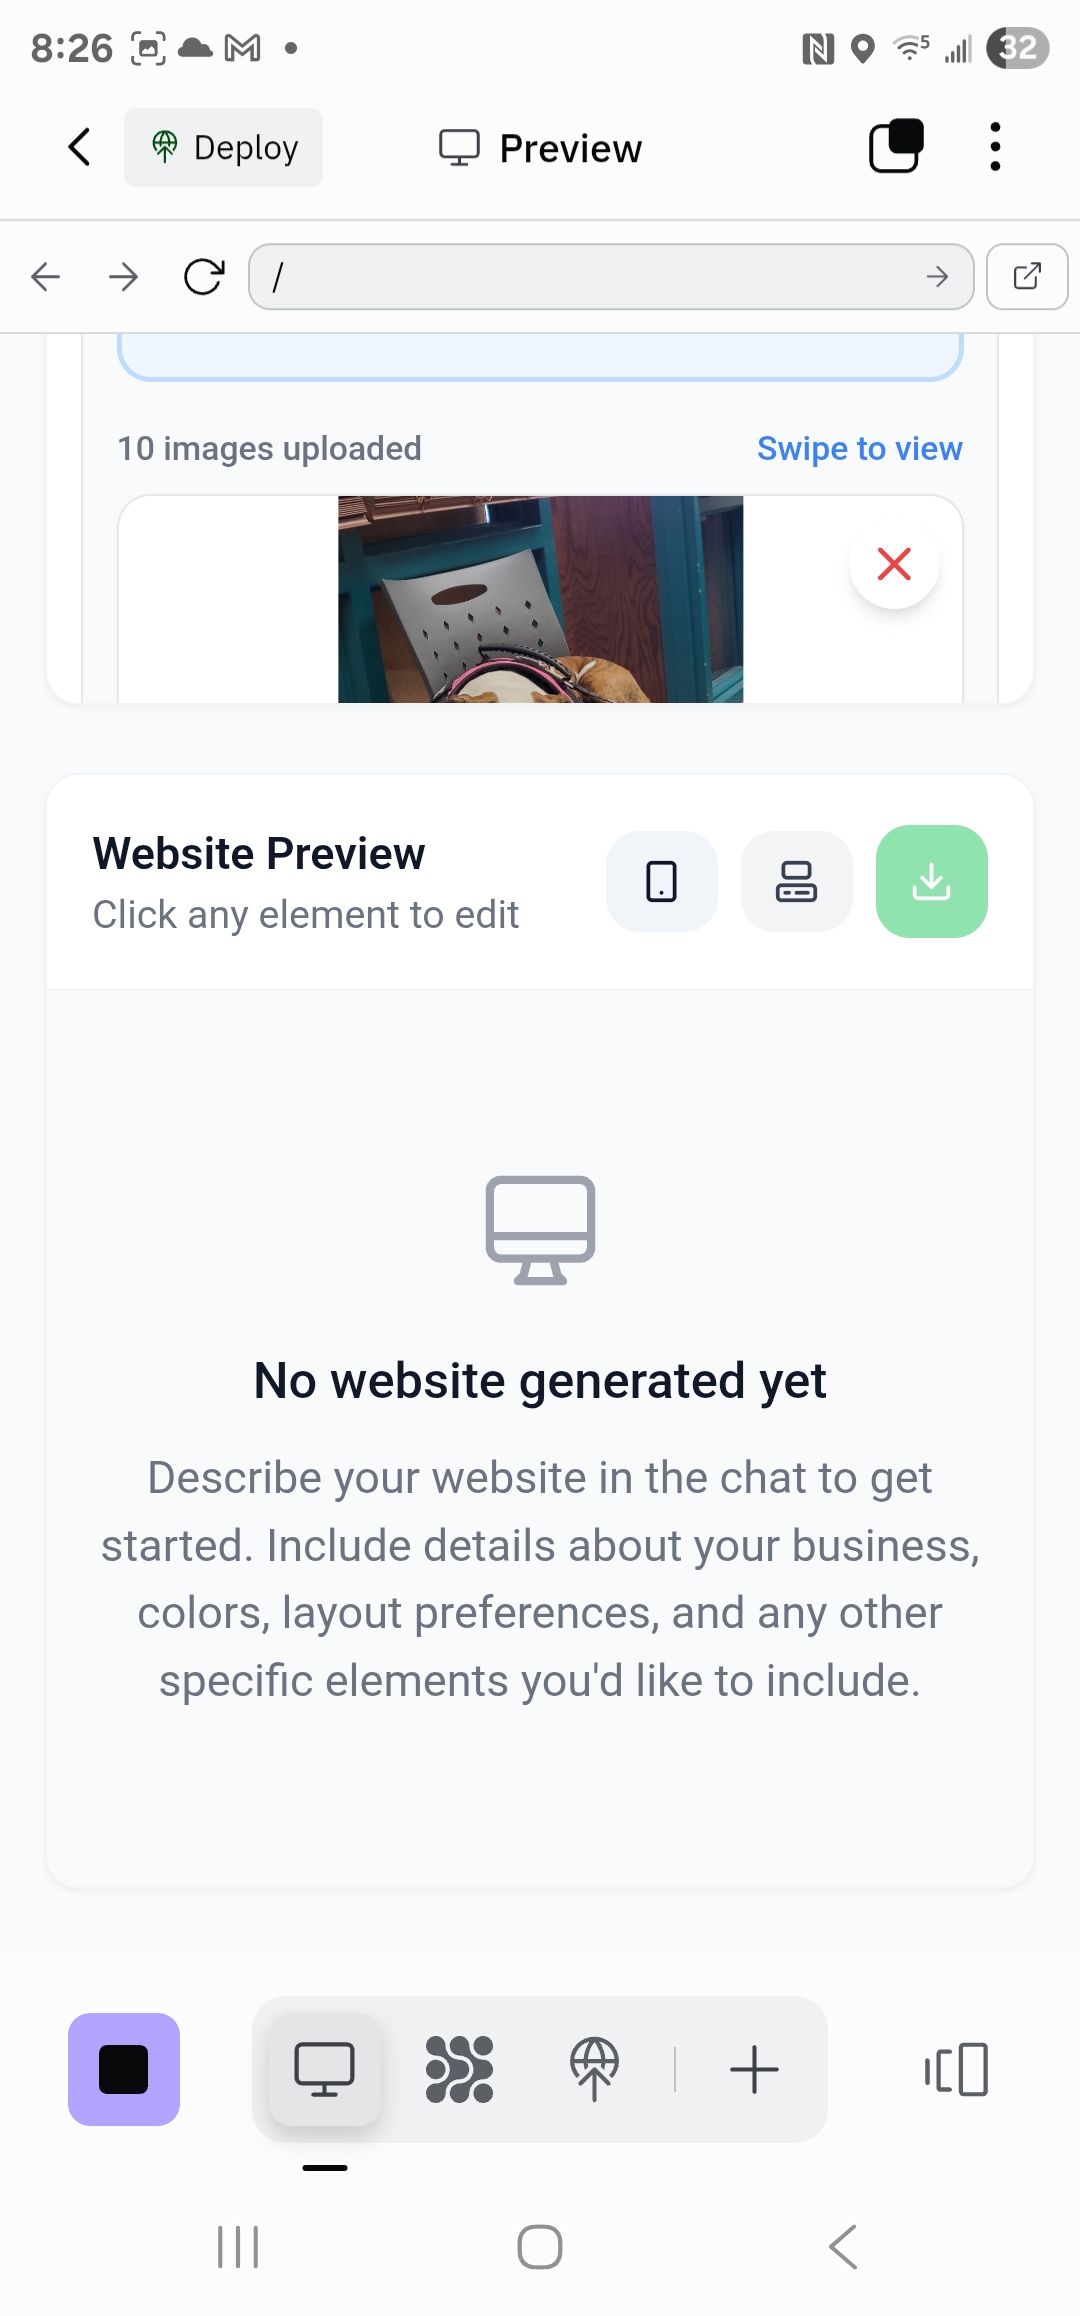 8:26
5
32
Deploy
Preview
/
10 images uploaded
Swipe to view
Website Preview
Click any element to edit
No website generated yet
Describe your website in the chat to get
started. Include details about your business,
colors, layout preferences, and any other
specific elements you'd like to include.